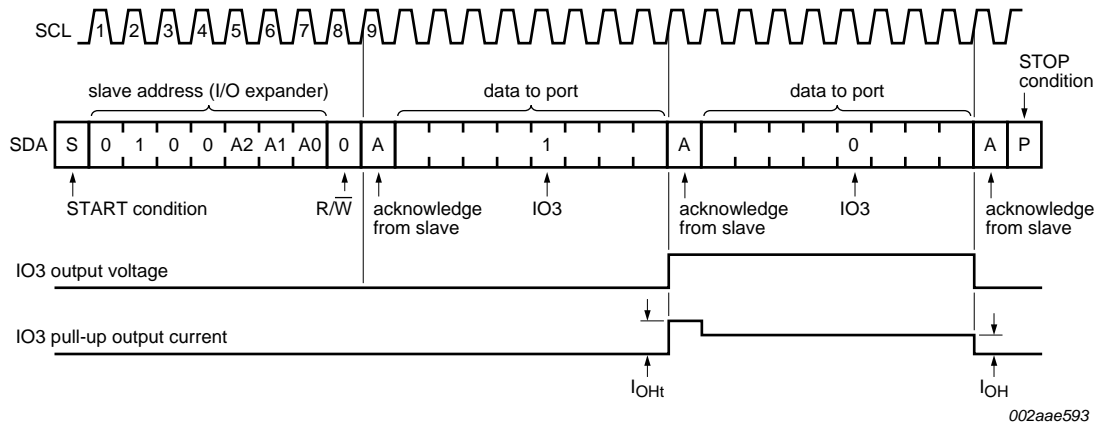 SCL 1 2 3 4 5 6 7 8 9
STOP
condition
slave address (I/O expander) data to port data to port
SDA S 0 1 0 0 A2 A1 A0 0 A 1 A 0 A P
START condition R/W̅ acknowledge
from slave IO3 acknowledge
from slave IO3 acknowledge
from slave
IO3 output voltage
IO3 pull-up output current
IOHt IOH
002aae593